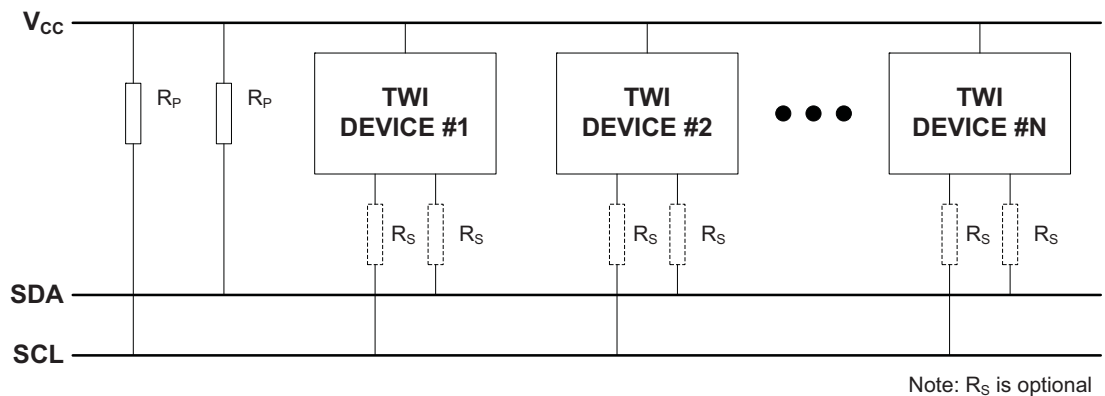 VCC
RP RP
TWI DEVICE #1
TWI DEVICE #2
TWI DEVICE #N
RS RS RS RS RS RS
SDA
SCL
Note: RS is optional